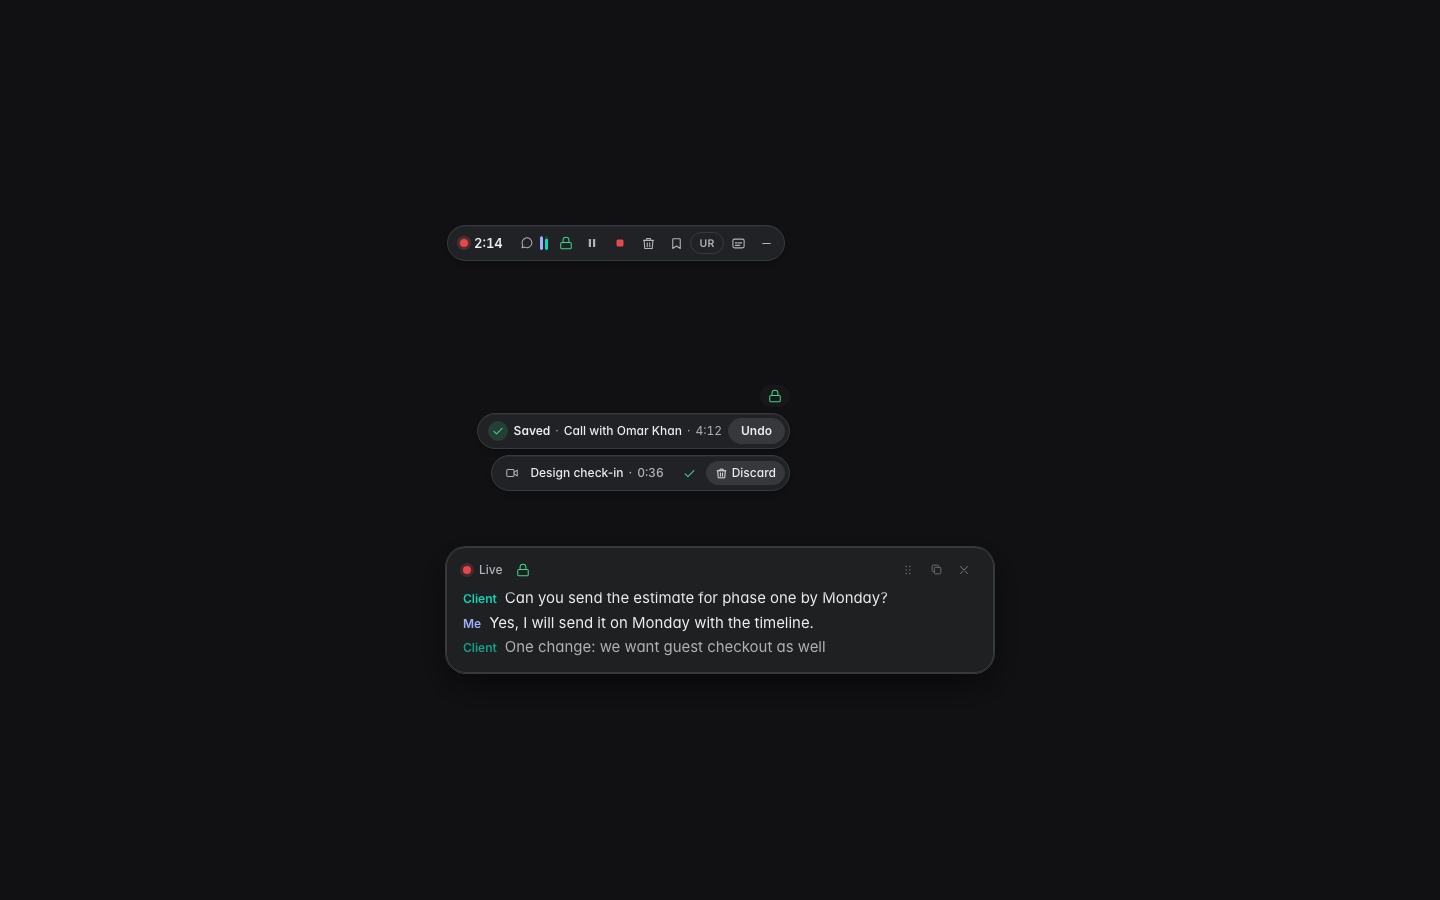 2:14 UR
Saved · Call with Omar Khan · 4:12 Undo
Design check-in · 0:36 Discard
Live
Client Can you send the estimate for phase one by Monday?
Me Yes, I will send it on Monday with the timeline.
Client One change: we want guest checkout as well